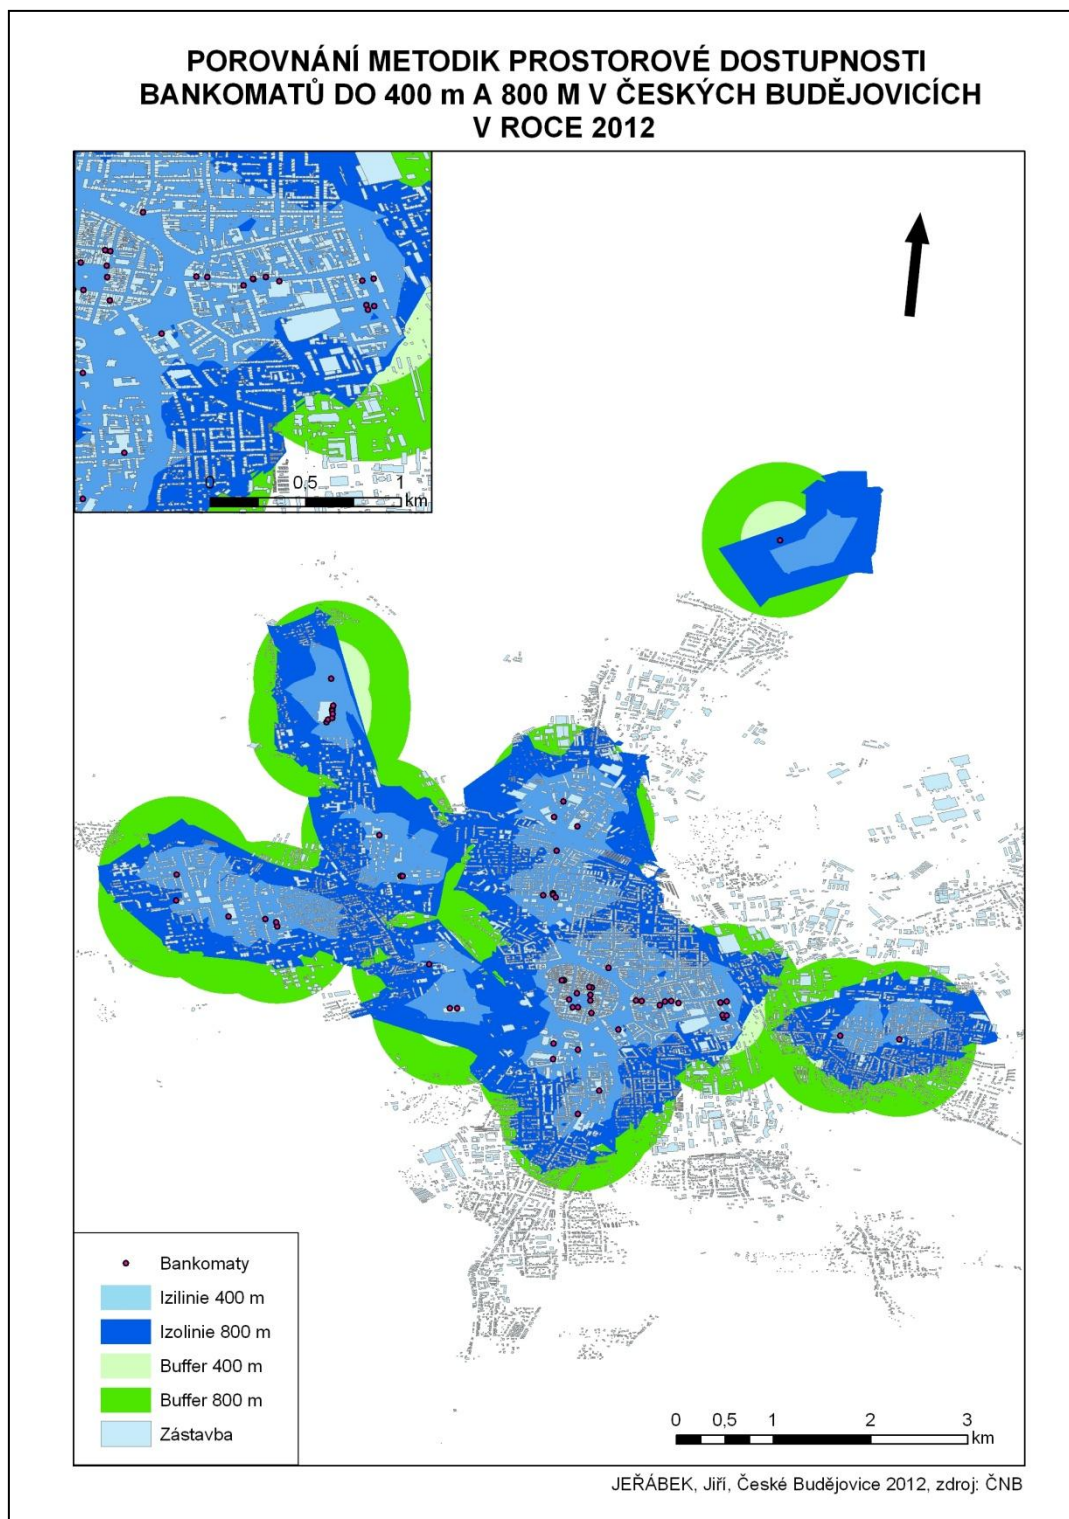 POROVNÁNÍ METODIK PROSTOROVÉ DOSTUPNOSTI
BANKOMATŮ DO 400 m A 800 M V ČESKÝCH BUDĚJOVICÍCH
V ROCE 2012
0 0,5 1
km
Bankomaty
Izilinie 400 m
Izolinie 800 m
Buffer 400 m
Buffer 800 m
Zástavba
0 0,5 1 2 3
km
JEŘÁBEK, Jiří, České Budějovice 2012, zdroj: ČNB